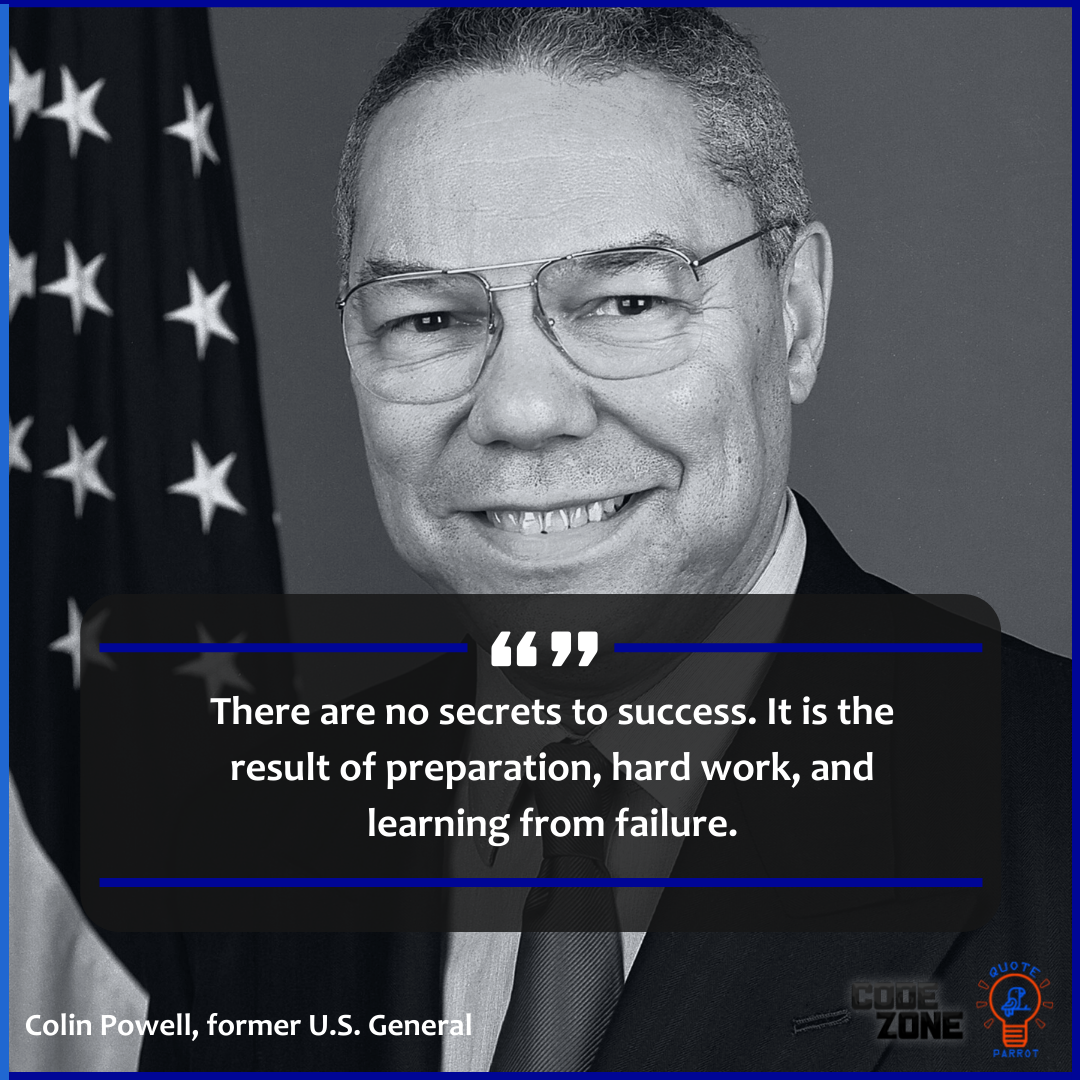 ❝❞
There are no secrets to success. It is the
result of preparation, hard work, and
learning from failure.
Colin Powell, former U.S. General
CODE
ZONE
QUOTE
PARROT